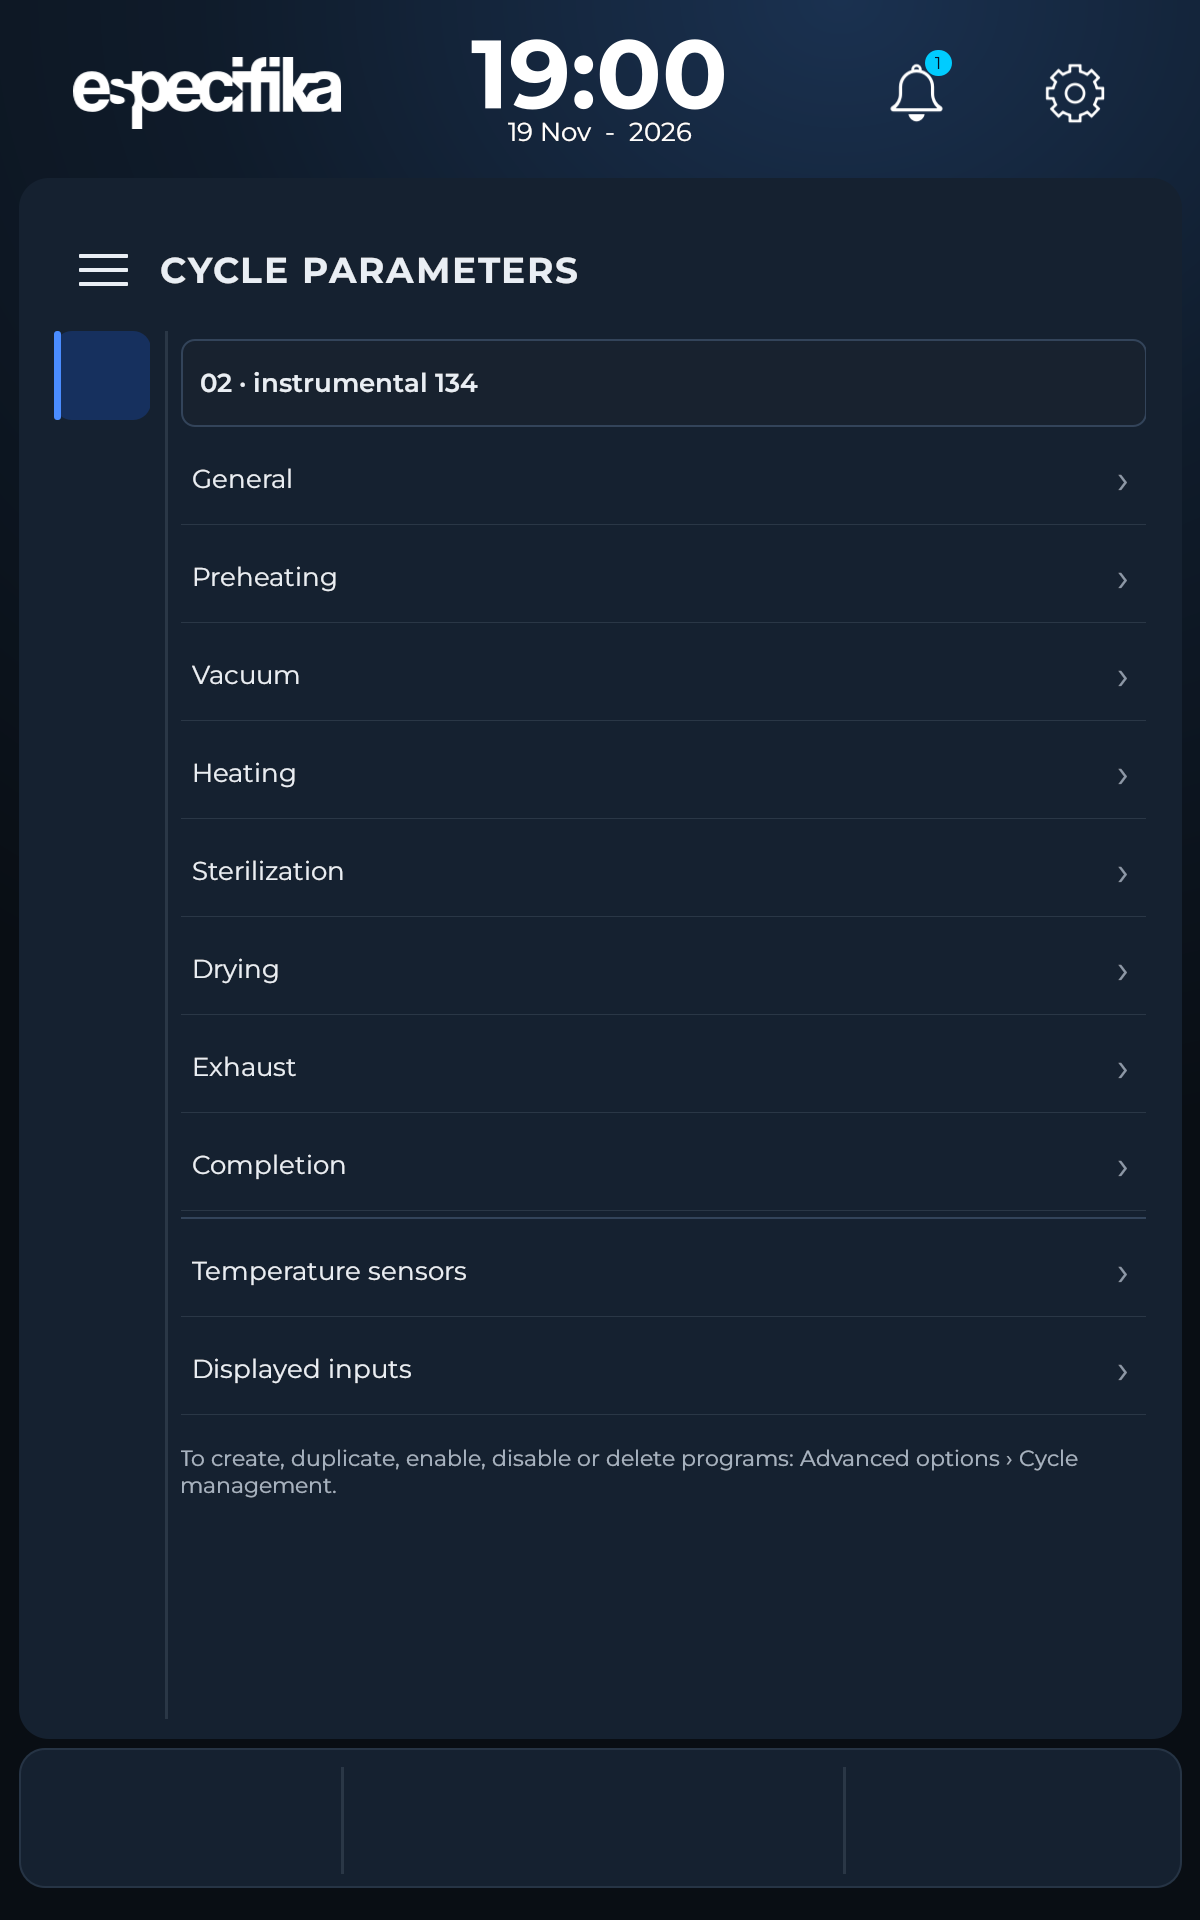 especifika
19:00
19 Nov - 2026
1
CYCLE PARAMETERS
02 · instrumental 134
General
Preheating
Vacuum
Heating
Sterilization
Drying
Exhaust
Completion
Temperature sensors
Displayed inputs
To create, duplicate, enable, disable or delete programs: Advanced options › Cycle
management.